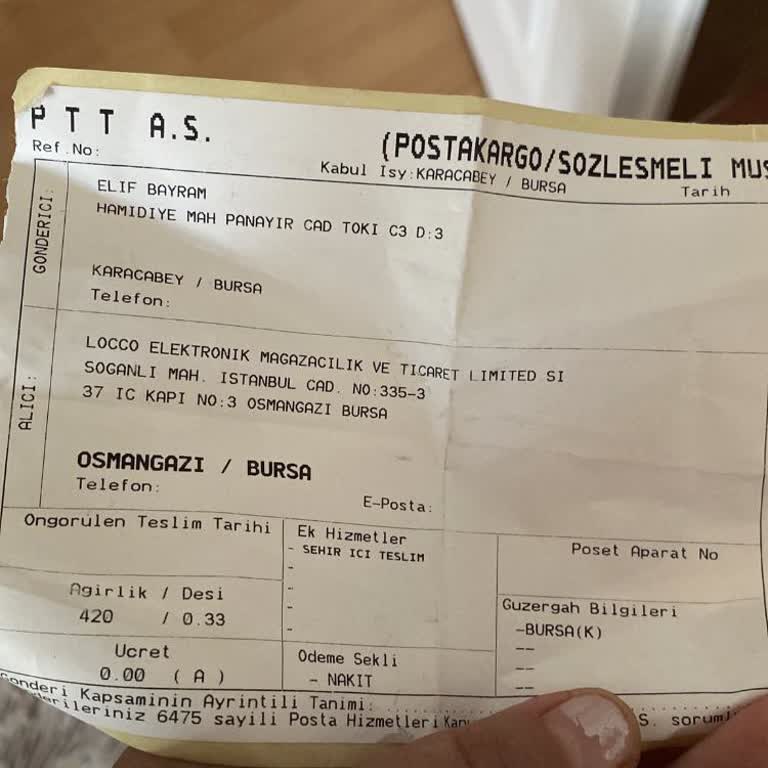 PTT A.S.
(POSTAKARGO/SOZLESMELI MUS
Ref.No:
Kabul Isy:KARACABEY / BURSA
Tarih
GONDERICI:
ELIF BAYRAM
HAMIDIYE MAH PANAYIR CAD TOKI C3 D:3
KARACABEY / BURSA
Telefon:
ALICI:
LOCCO ELEKTRONIK MAGAZACILIK VE TICARET LIMITED SI
SOGANLI MAH. ISTANBUL CAD. NO:335-3
37 IC KAPI NO:3 OSMANGAZI BURSA
OSMANGAZI / BURSA
Telefon:
E-Posta:
Ongorulen Teslim Tarihi
Ek Hizmetler
- SEHIR ICI TESLIM
-
-
-
-
Poset Aparat No
Agirlik / Desi
420 / 0.33
Guzergah Bilgileri
-BURSA(K)
--
--
--
Ucret
0.00 ( A )
Odeme Sekli
- NAKIT
Gonderi Kapsaminin Ayrintili Tanimi:
erileriniz 6475 sayili Posta Hizmetleri Kanu S. soruml